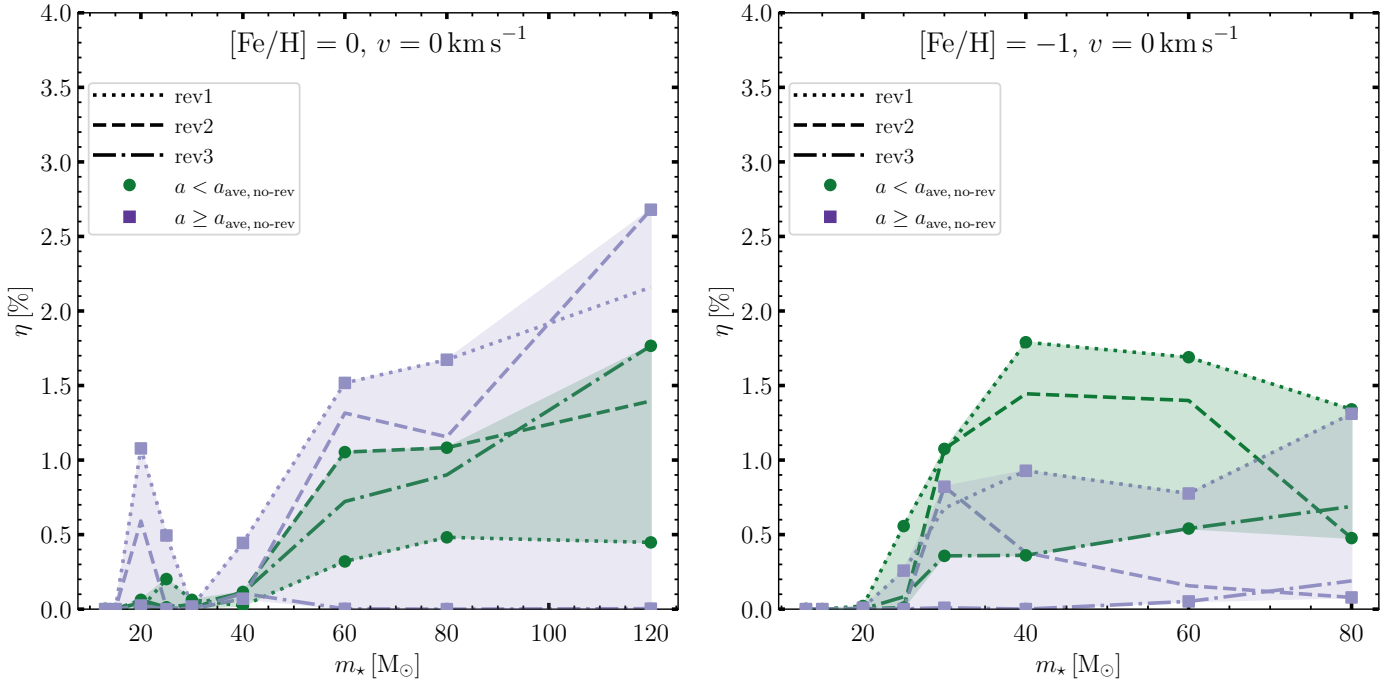 [Fe/H] = 0, v = 0 km s⁻¹
rev1
rev2
rev3
a < a_ave, no-rev
a ≥ a_ave, no-rev
4.0
3.5
3.0
2.5
2.0
1.5
1.0
0.5
0.0
η [%]
20 40 60 80 100 120
m⋆ [M⊙]
[Fe/H] = −1, v = 0 km s⁻¹
rev1
rev2
rev3
a < a_ave, no-rev
a ≥ a_ave, no-rev
4.0
3.5
3.0
2.5
2.0
1.5
1.0
0.5
0.0
η [%]
20 40 60 80
m⋆ [M⊙]